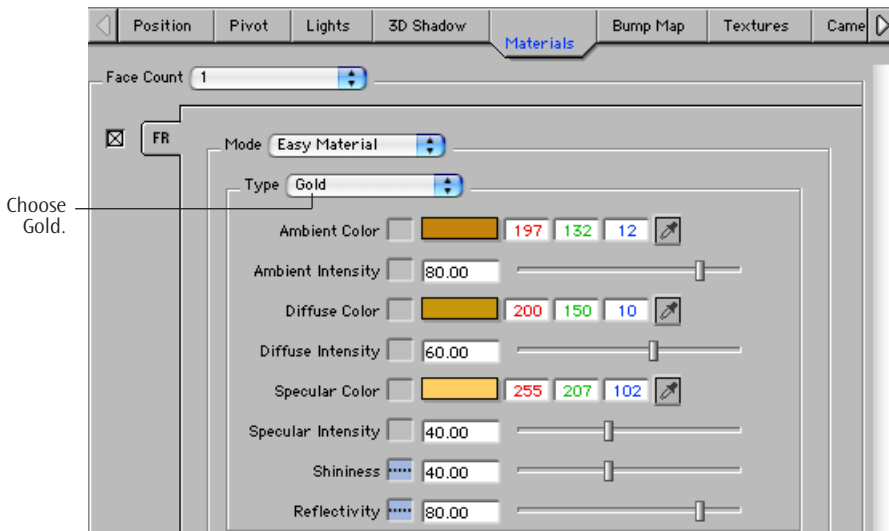 Position Pivot Lights 3D Shadow Materials Bump Map Textures Came
Face Count 1
FR
Mode Easy Material
Type Gold
Choose
Gold.
Ambient Color 197 132 12
Ambient Intensity 80.00
Diffuse Color 200 150 10
Diffuse Intensity 60.00
Specular Color 255 207 102
Specular Intensity 40.00
Shininess 40.00
Reflectivity 80.00